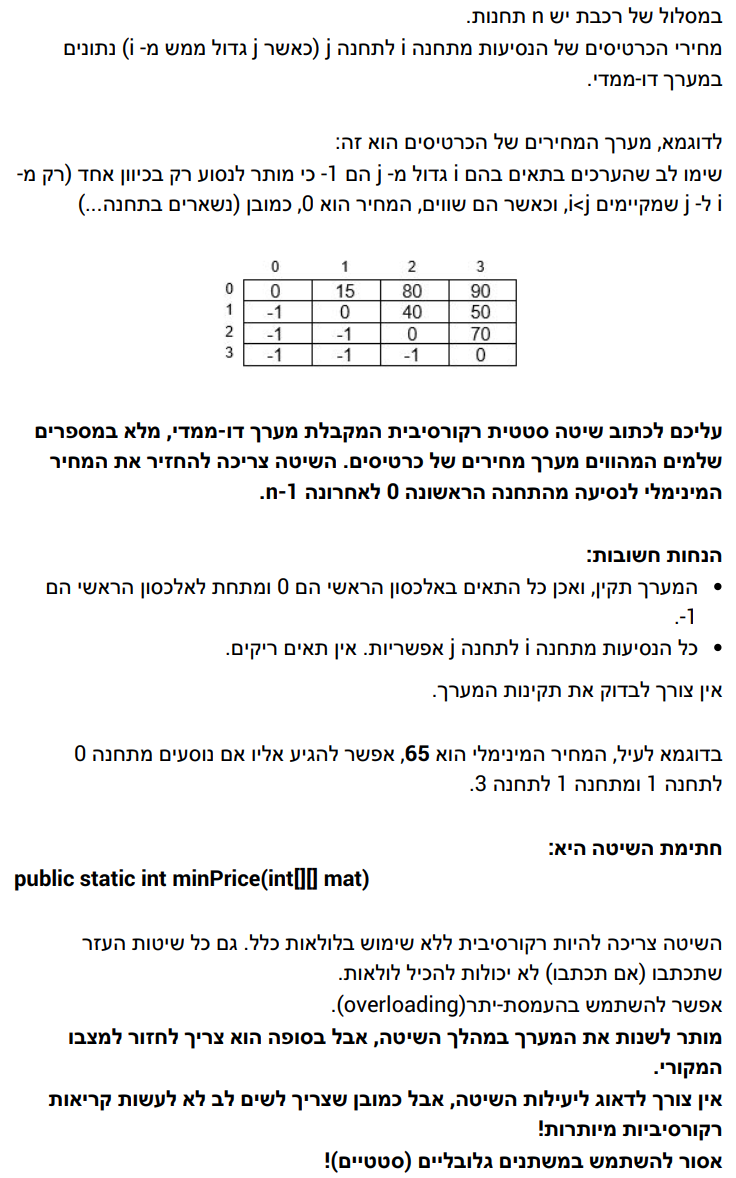 במסלול של רכבת יש n תחנות.
מחירי הכרטיסים של הנסיעות מתחנה i לתחנה j (כאשר j גדול ממש מ- i) נתונים
במערך דו-ממדי.
לדוגמא, מערך המחירים של הכרטיסים הוא זה:
שימו לב שהערכים בתאים בהם i גדול מ- j הם 1- כי מותר לנסוע רק בכיוון אחד (רק מ-
i ל- j שמקיימים i<j, וכאשר הם שווים, המחיר הוא 0, כמובן (נשארים בתחנה...)
0 1 2 3
0 0 15 80 90
1 -1 0 40 50
2 -1 -1 0 70
3 -1 -1 -1 0
עליכם לכתוב שיטה סטטית רקורסיבית המקבלת מערך דו-ממדי, מלא במספרים
שלמים המהווים מערך מחירים של כרטיסים. השיטה צריכה להחזיר את המחיר
המינימלי לנסיעה מהתחנה הראשונה 0 לאחרונה n-1.
הנחות חשובות:
• המערך תקין, ואכן כל התאים באלכסון הראשי הם 0 ומתחת לאלכסון הראשי הם
1-.
• כל הנסיעות מתחנה i לתחנה j אפשריות. אין תאים ריקים.
אין צורך לבדוק את תקינות המערך.
בדוגמא לעיל, המחיר המינימלי הוא 65, אפשר להגיע אליו אם נוסעים מתחנה 0
לתחנה 1 ומתחנה 1 לתחנה 3.
חתימת השיטה היא:
public static int minPrice(int[][] mat)
השיטה צריכה להיות רקורסיבית ללא שימוש בלולאות כלל. גם כל שיטות העזר
שתכתבו (אם תכתבו) לא יכולות להכיל לולאות.
אפשר להשתמש בהעמסת-יתר(overloading).
מותר לשנות את המערך במהלך השיטה, אבל בסופה הוא צריך לחזור למצבו
המקורי.
אין צורך לדאוג ליעילות השיטה, אבל כמובן שצריך לשים לב לא לעשות קריאות
רקורסיביות מיותרות!
אסור להשתמש במשתנים גלובליים (סטטיים)!